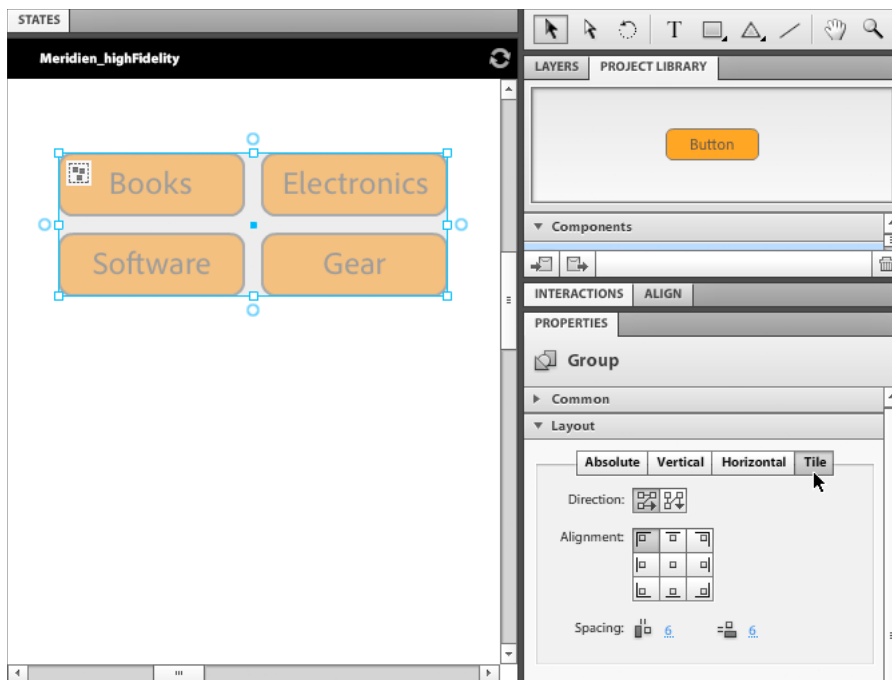 STATES
Meridien_highFidelity
Books
Electronics
Software
Gear
T
LAYERS PROJECT LIBRARY
Button
Components
INTERACTIONS ALIGN
PROPERTIES
Group
Common
Layout
Absolute Vertical Horizontal Tile
Direction:
Alignment:
Spacing: 6 6